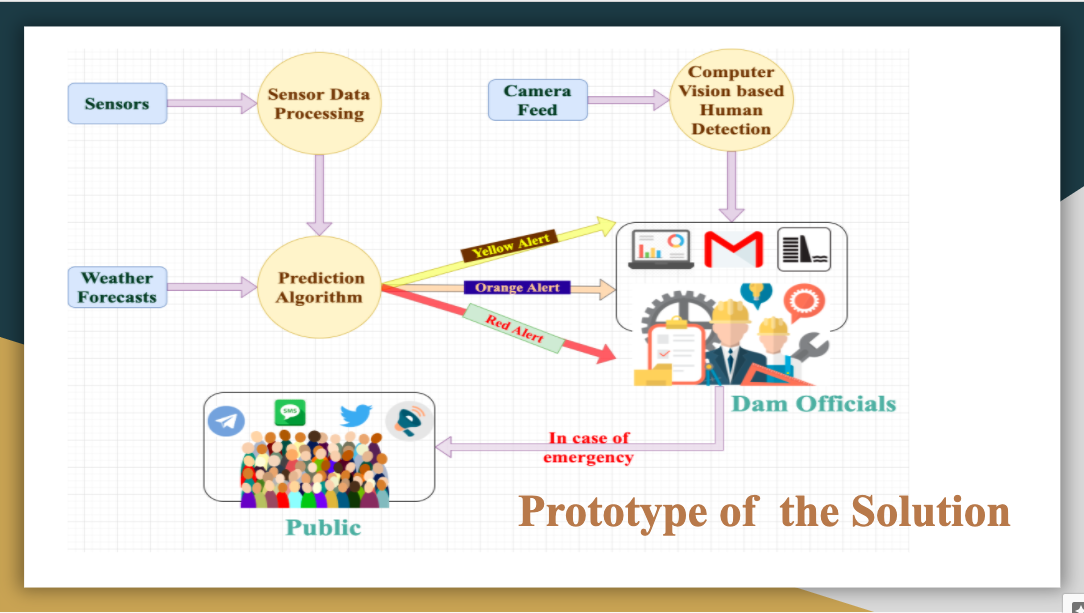 Sensors
Sensor Data
Processing
Camera
Feed
Computer
Vision based
Human
Detection
Weather
Forecasts
Prediction
Algorithm
Yellow Alert
Orange Alert
Red Alert
Dam Officials
SMS
In case of
emergency
Public
Prototype of the Solution